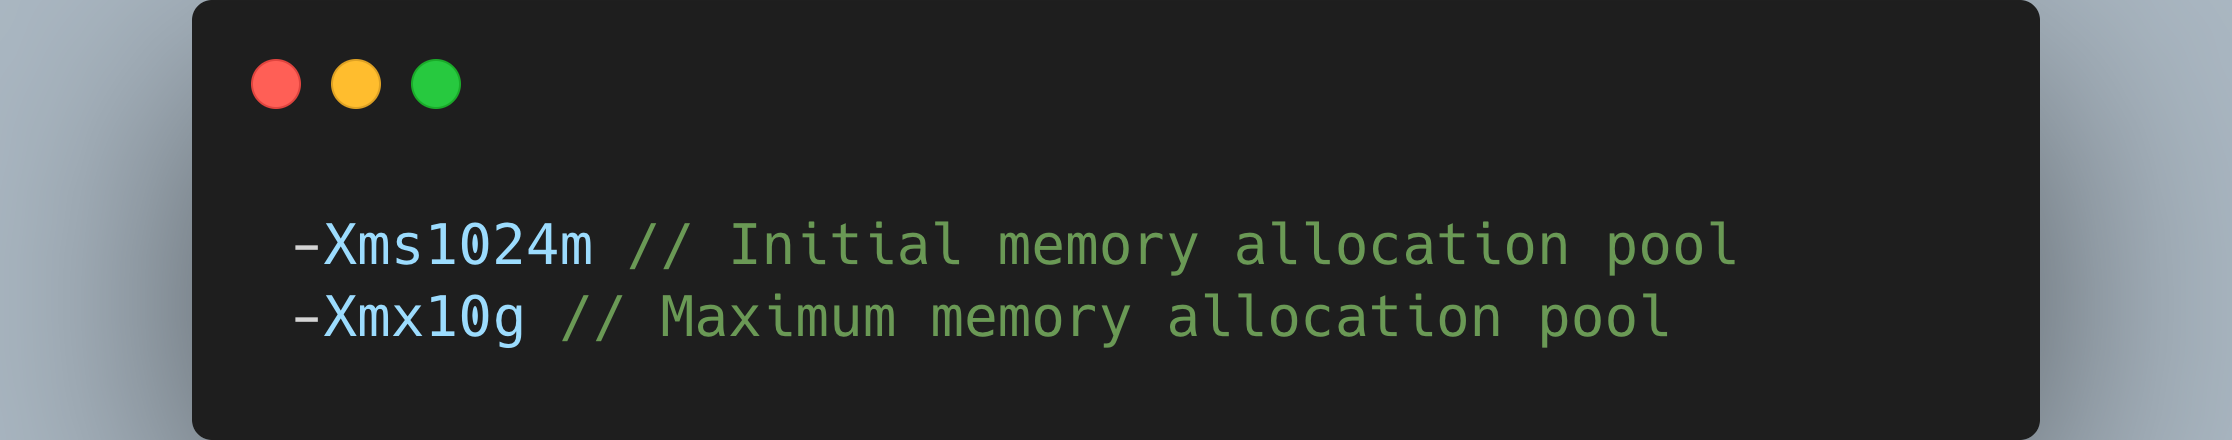 -Xms1024m // Initial memory allocation pool
-Xmx10g // Maximum memory allocation pool